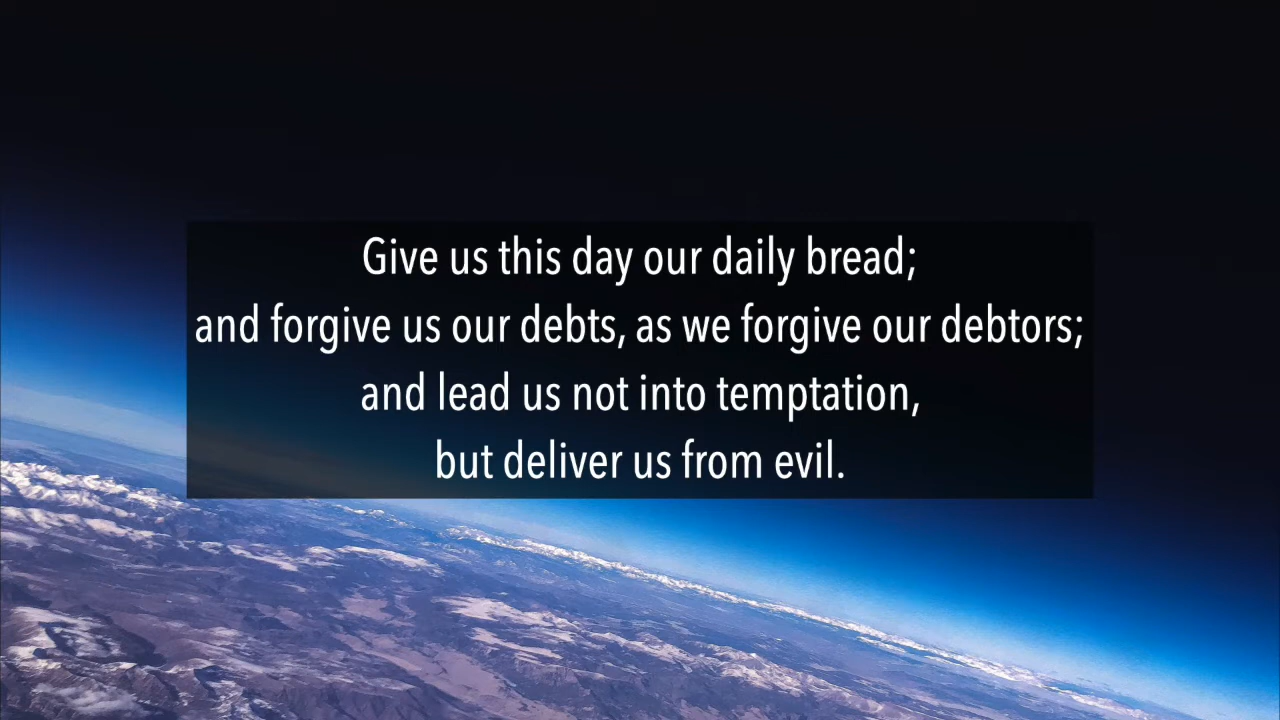 Give us this day our daily bread;
and forgive us our debts, as we forgive our debtors;
and lead us not into temptation,
but deliver us from evil.